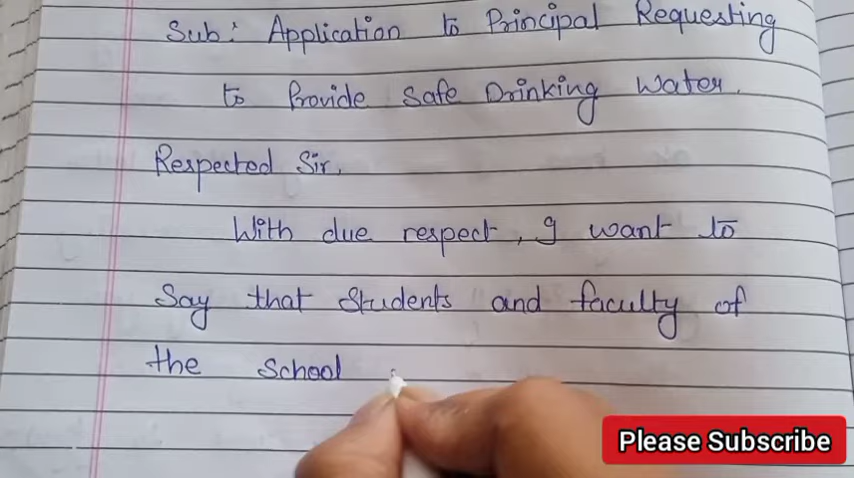 Sub: Application to Principal Requesting
to Provide Safe Drinking Water.
Respected Sir,
With due respect, I want to
Say that Students and faculty of
the School
Please Subscribe